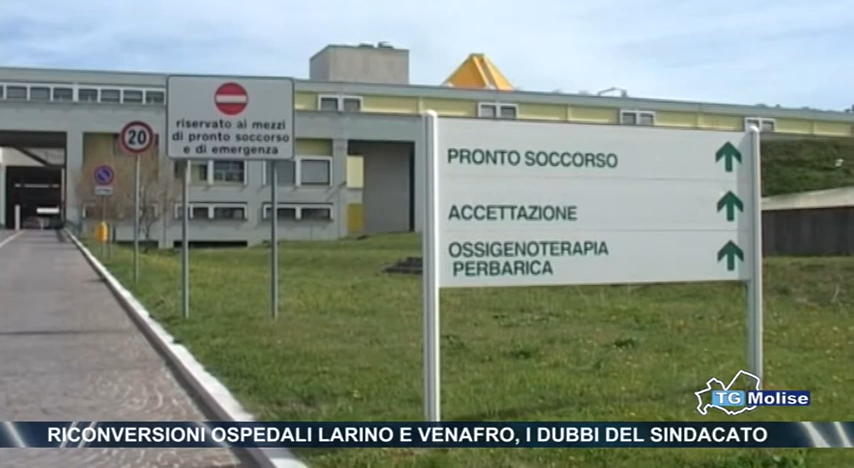 20
riservato ai mezzi
di pronto soccorso
e di emergenza
PRONTO SOCCORSO
ACCETTAZIONE
OSSIGENOTERAPIA
PERBARICA
TG Molise
RICONVERSIONI OSPEDALI LARINO E VENAFRO, I DUBBI DEL SINDACATO